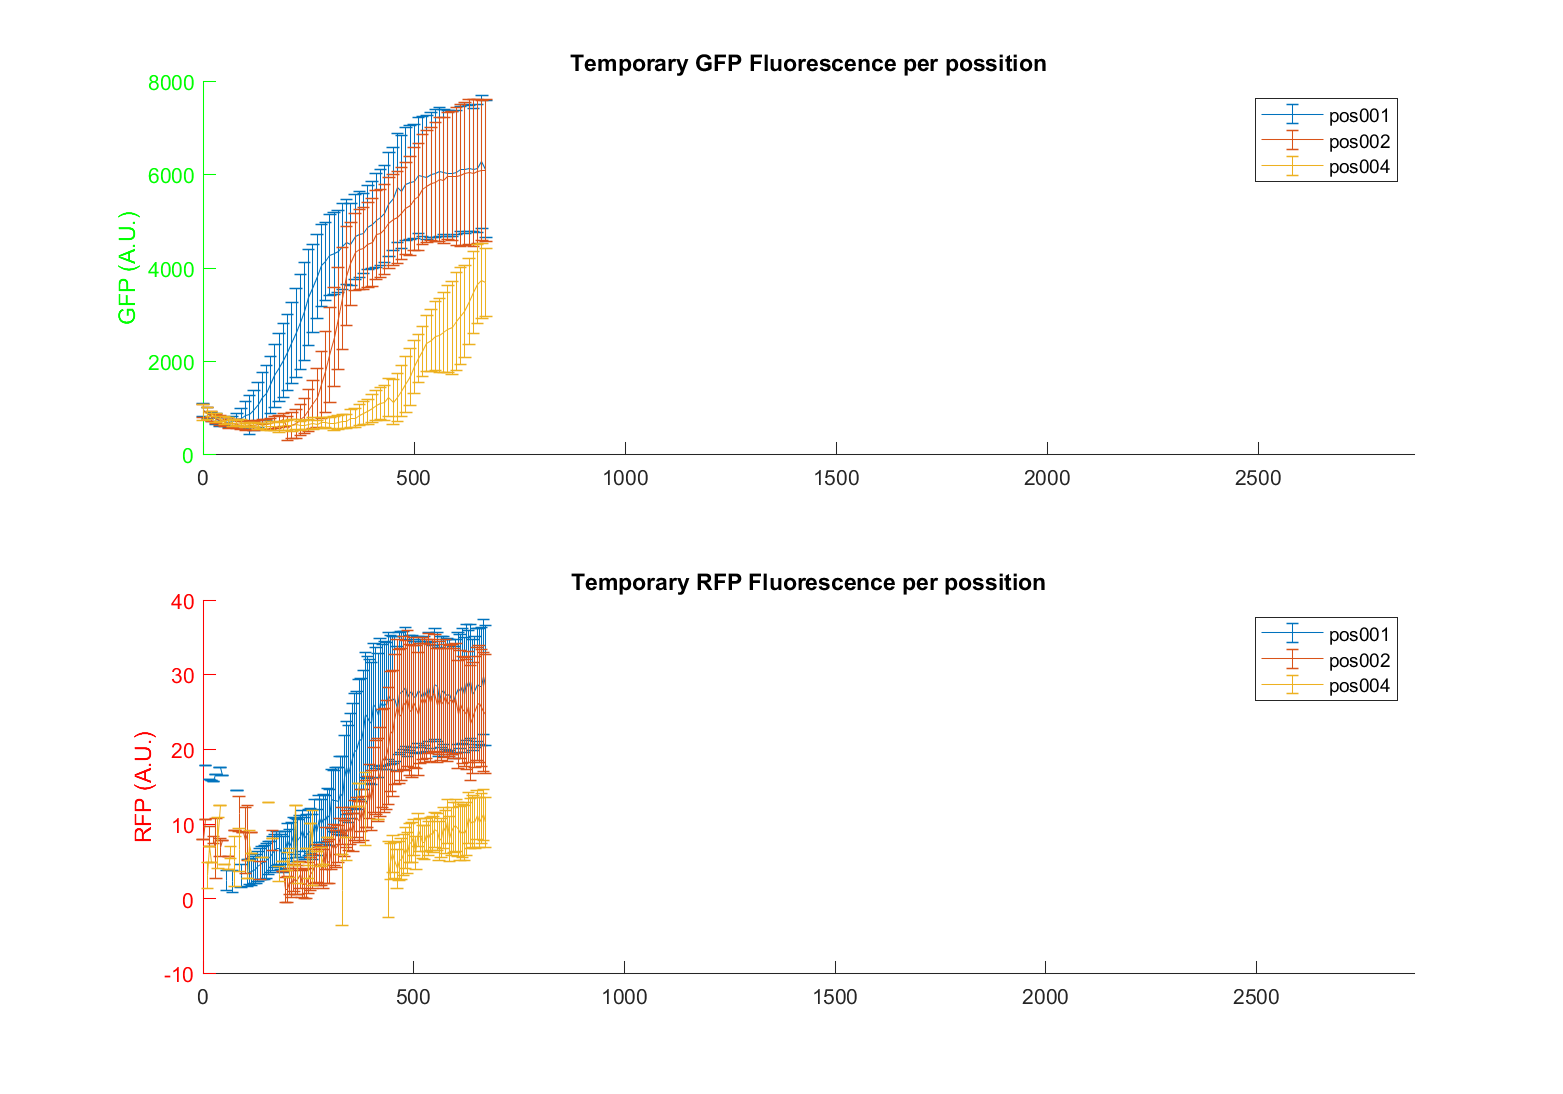 Temporary GFP Fluorescence per possition
8000
6000
4000
2000
0
GFP (A.U.)
0 500 1000 1500 2000 2500
pos001
pos002
pos004
Temporary RFP Fluorescence per possition
40
30
20
10
0
-10
RFP (A.U.)
0 500 1000 1500 2000 2500
pos001
pos002
pos004